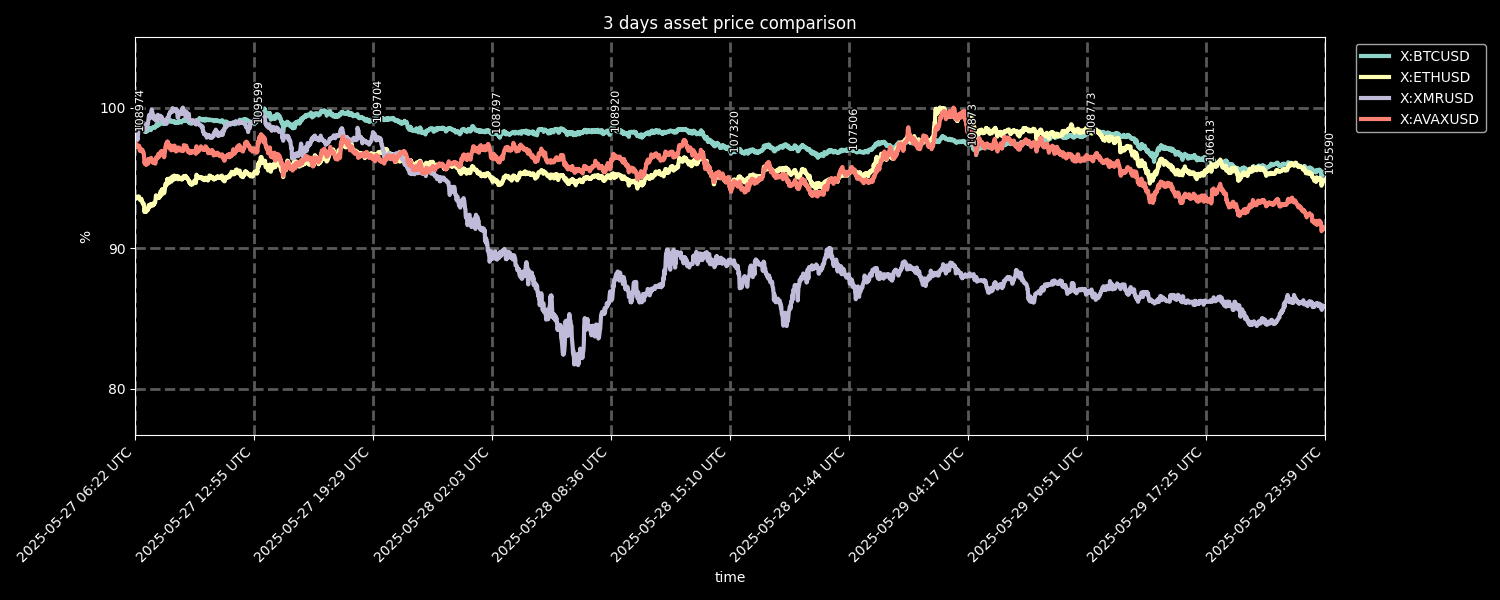 3 days asset price comparison
X:BTCUSD
X:ETHUSD
X:XMRUSD
X:AVAXUSD
100
90
80
%
108974
109599
109704
108797
108920
107320
107506
107873
108773
106613
105590
2025-05-27 06:22 UTC
2025-05-27 12:55 UTC
2025-05-27 19:29 UTC
2025-05-28 02:03 UTC
2025-05-28 08:36 UTC
2025-05-28 15:10 UTC
2025-05-28 21:44 UTC
2025-05-29 04:17 UTC
2025-05-29 10:51 UTC
2025-05-29 17:25 UTC
2025-05-29 23:59 UTC
time